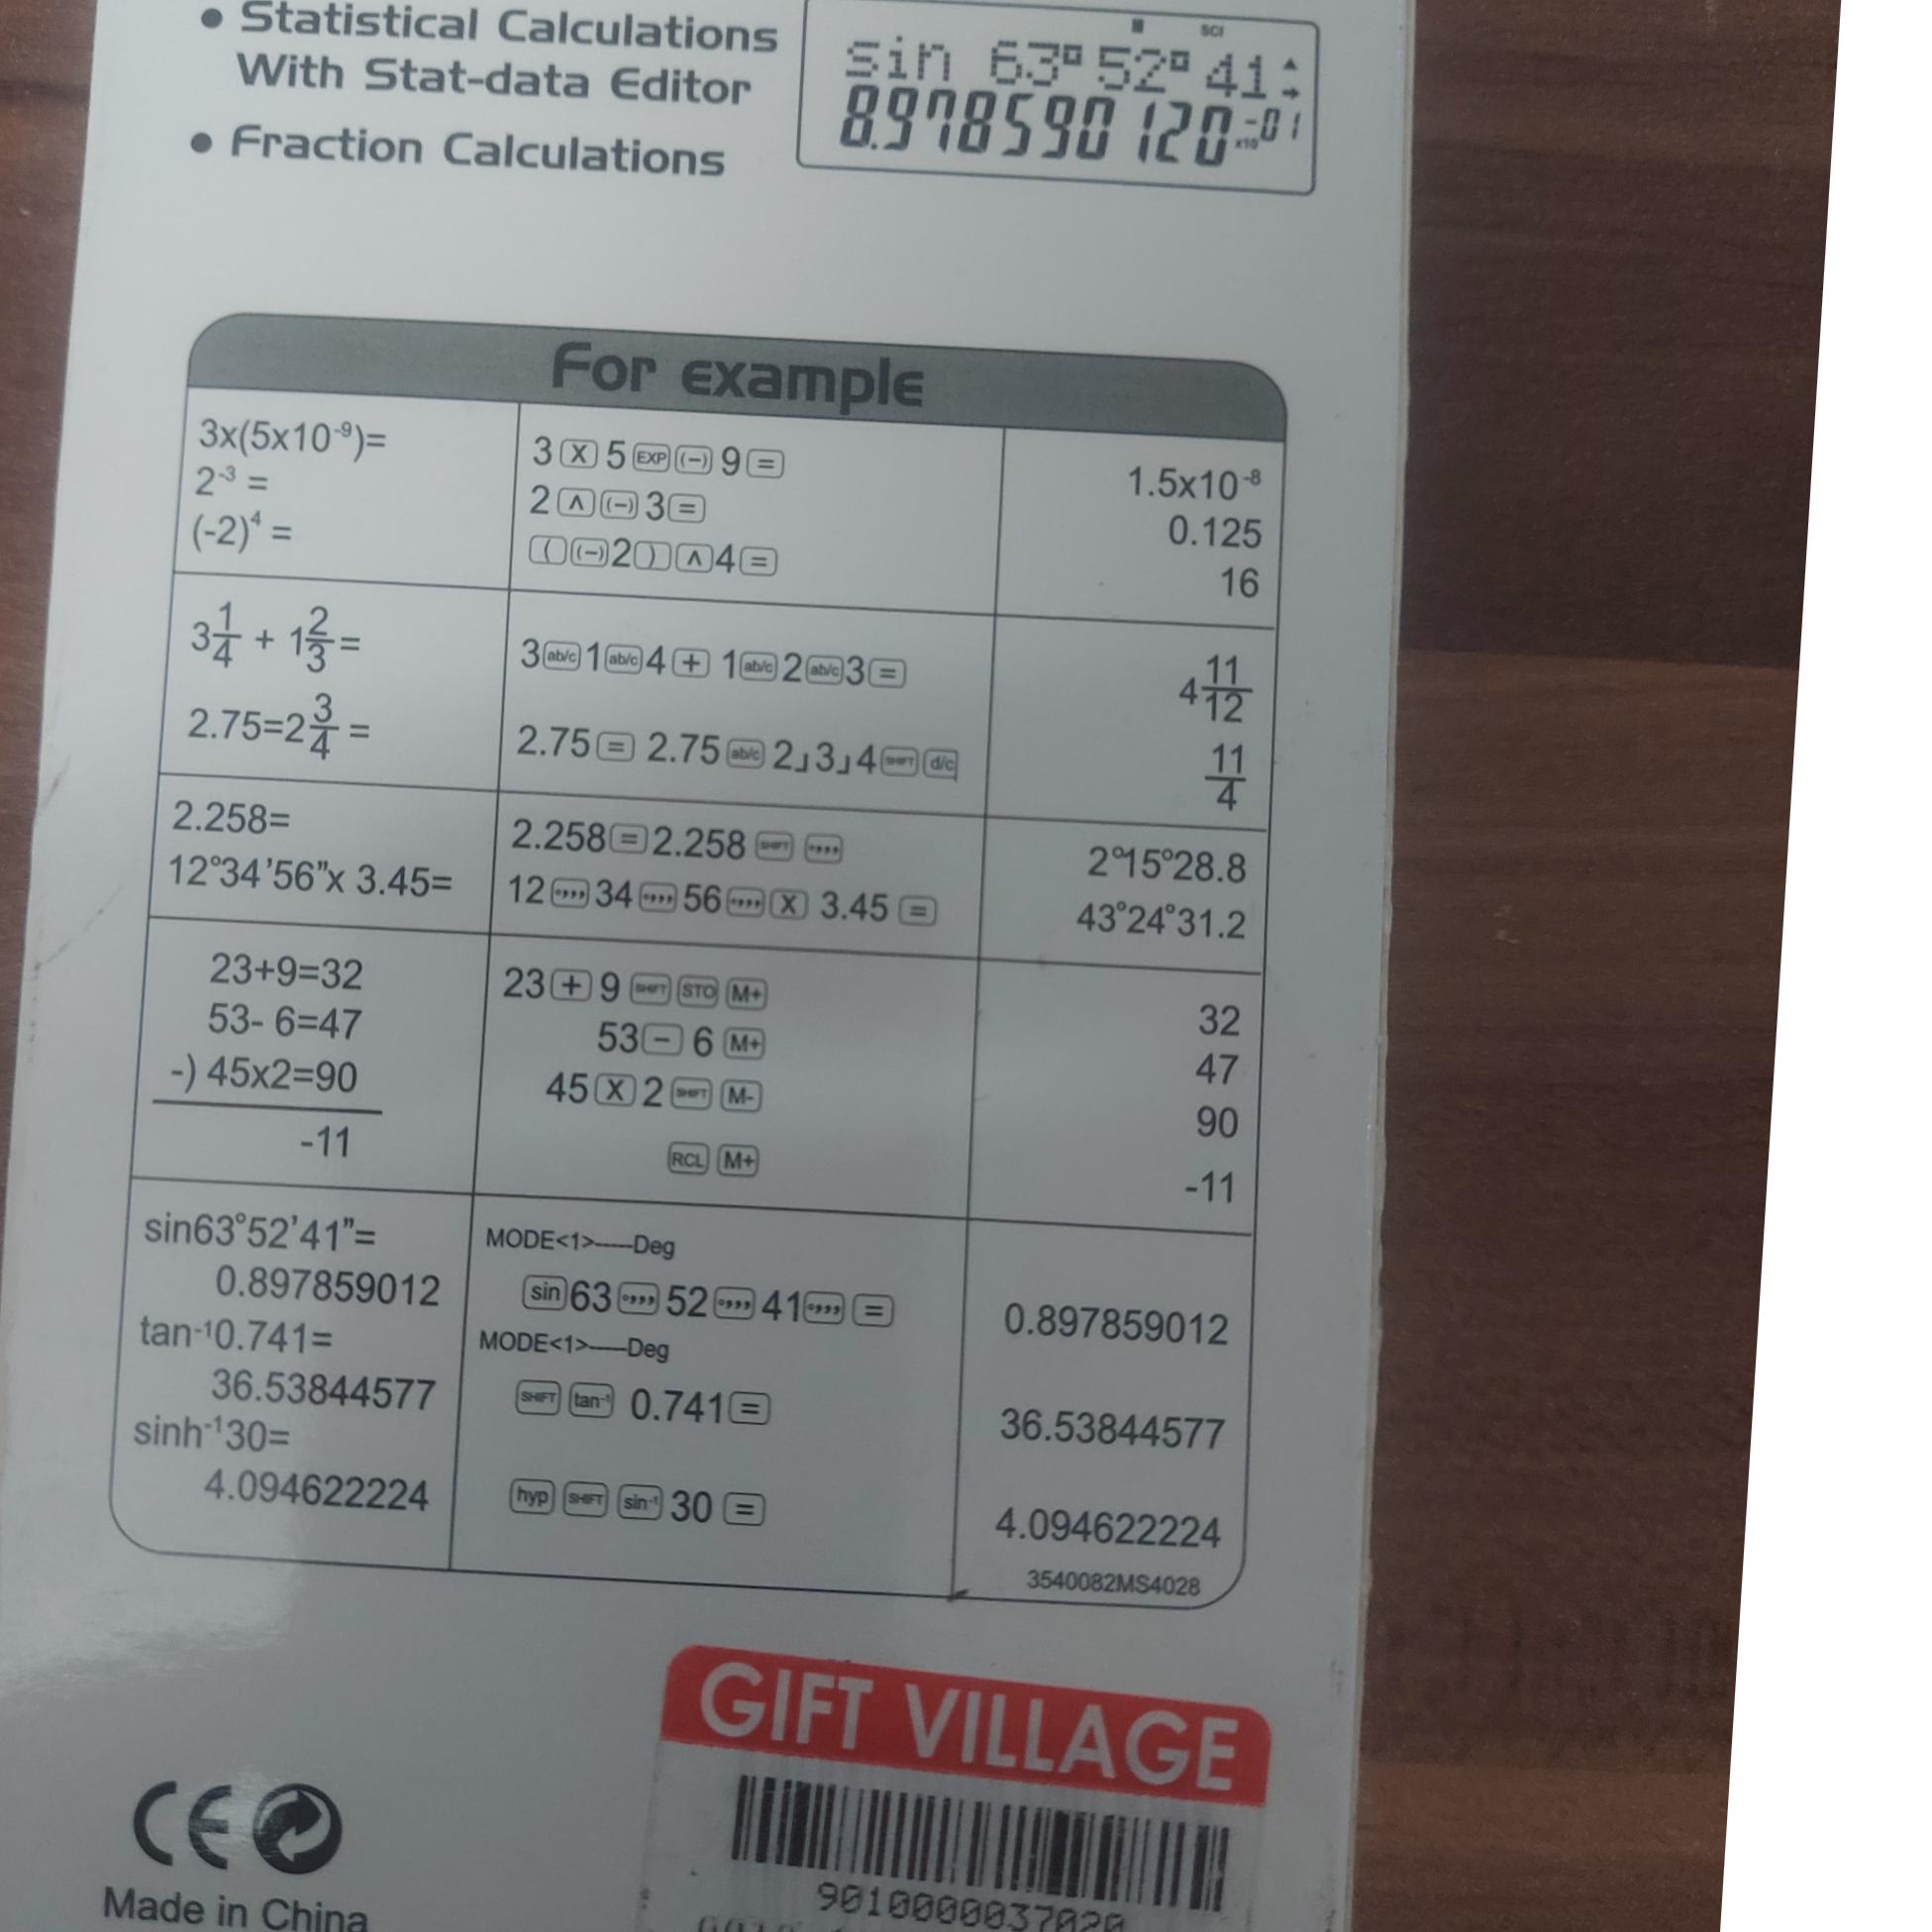 • Statistical Calculations
With Stat-data Editor
• Fraction Calculations
SCI
sin 63°52°41
8.978590120 x10 -01
For example
3x(5x10⁻⁹)= 3 X 5 EXP (−) 9 = 1.5x10⁻⁸
2⁻³ = 2 ʌ (−) 3 = 0.125
(-2)⁴ = ( (−) 2 ) ʌ 4 = 16
3 1/4 + 1 2/3 = 3 ab/c 1 ab/c 4 + 1 ab/c 2 ab/c 3 = 4 11/12
2.75=2 3/4 = 2.75 = 2.75 ab/c 2⌟3⌟4 SHIFT d/c 11/4
2.258= 2.258 = 2.258 SHIFT °,,, 2°15°28.8
12°34’56”x 3.45= 12 °,,, 34 °,,, 56 °,,, X 3.45 = 43°24°31.2
23+9=32 23 + 9 SHIFT STO M+ 32
53- 6=47 53 − 6 M+ 47
-) 45x2=90 45 X 2 SHIFT M- 90
-11 RCL M+ -11
sin63°52’41”= MODE<1>-----Deg
0.897859012 sin 63 °,,, 52 °,,, 41 °,,, = 0.897859012
tan⁻¹0.741= MODE<1>-----Deg
36.53844577 SHIFT tan⁻¹ 0.741 = 36.53844577
sinh⁻¹30=
4.094622224 hyp SHIFT sin⁻¹ 30 = 4.094622224
3540082MS4028
GIFT VILLAGE
9010000037020
CE
Made in China